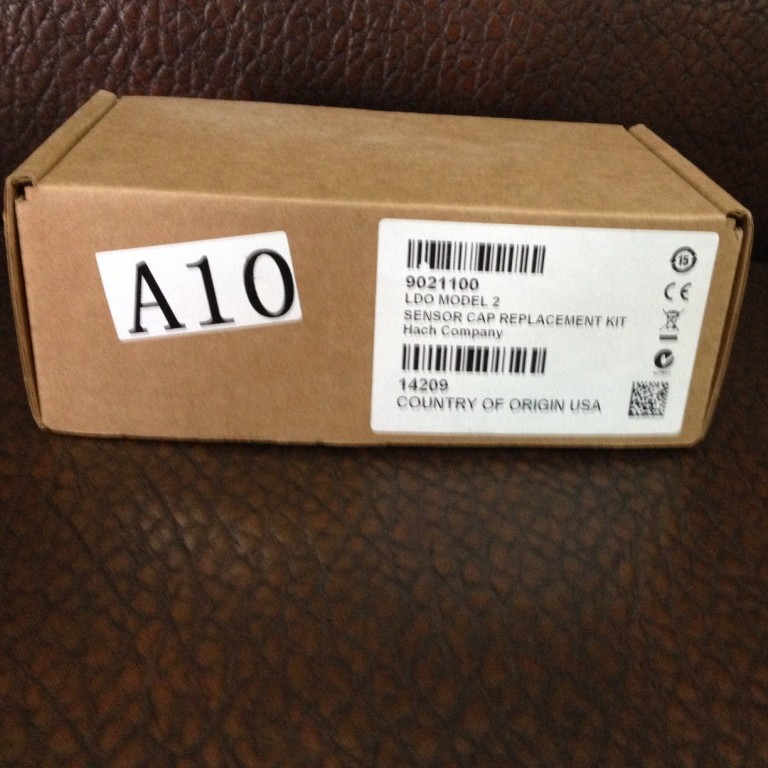 A10
9021100
LDO MODEL 2
SENSOR CAP REPLACEMENT KIT
Hach Company
14209
COUNTRY OF ORIGIN USA
15
CE